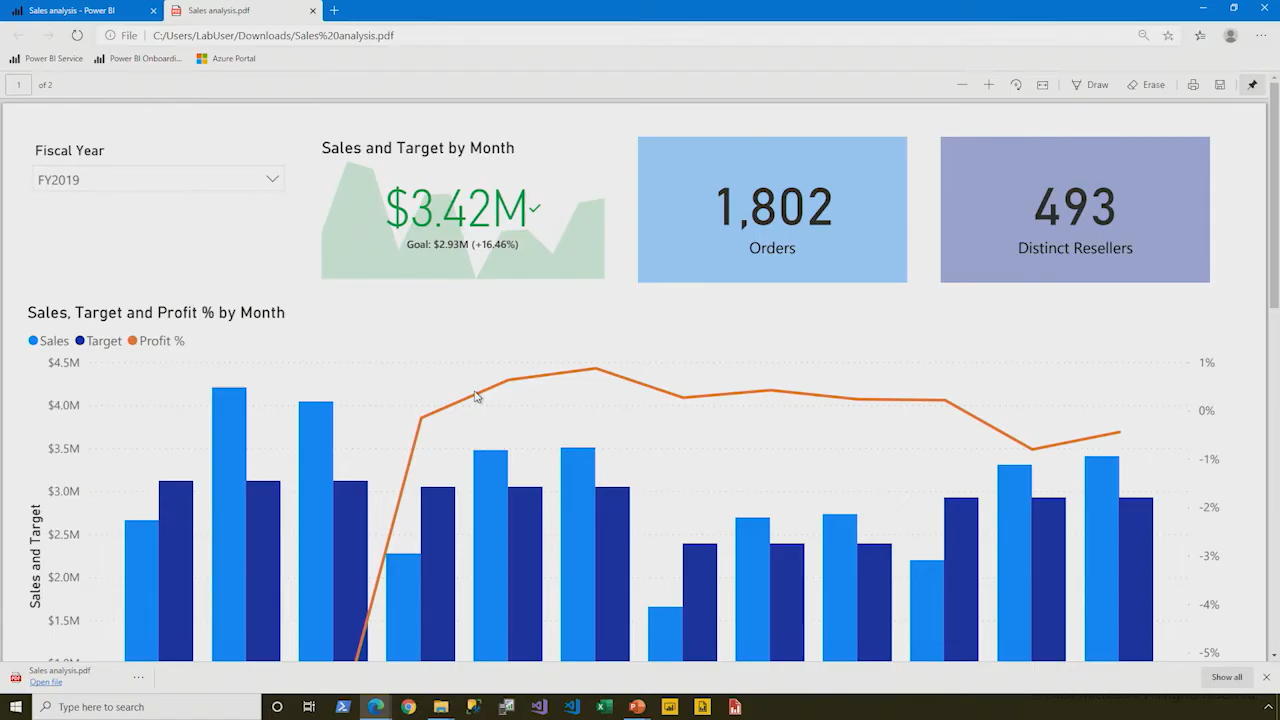 Sales analysis - Power BI
Sales analysis.pdf
File
C:/Users/LabUser/Downloads/Sales%20analysis.pdf
Power BI Service
Power BI Onboardi...
Azure Portal
1 of 2
Draw
Erase
Fiscal Year
FY2019
Sales and Target by Month
$3.42M
Goal: $2.93M (+16.46%)
1,802
Orders
493
Distinct Resellers
Sales, Target and Profit % by Month
Sales Target Profit %
$4.5M
$4.0M
$3.5M
$3.0M
$2.5M
$2.0M
$1.5M
Sales and Target
1%
0%
-1%
-2%
-3%
-4%
-5%
Sales analysis.pdf
Open file
Show all
Type here to search